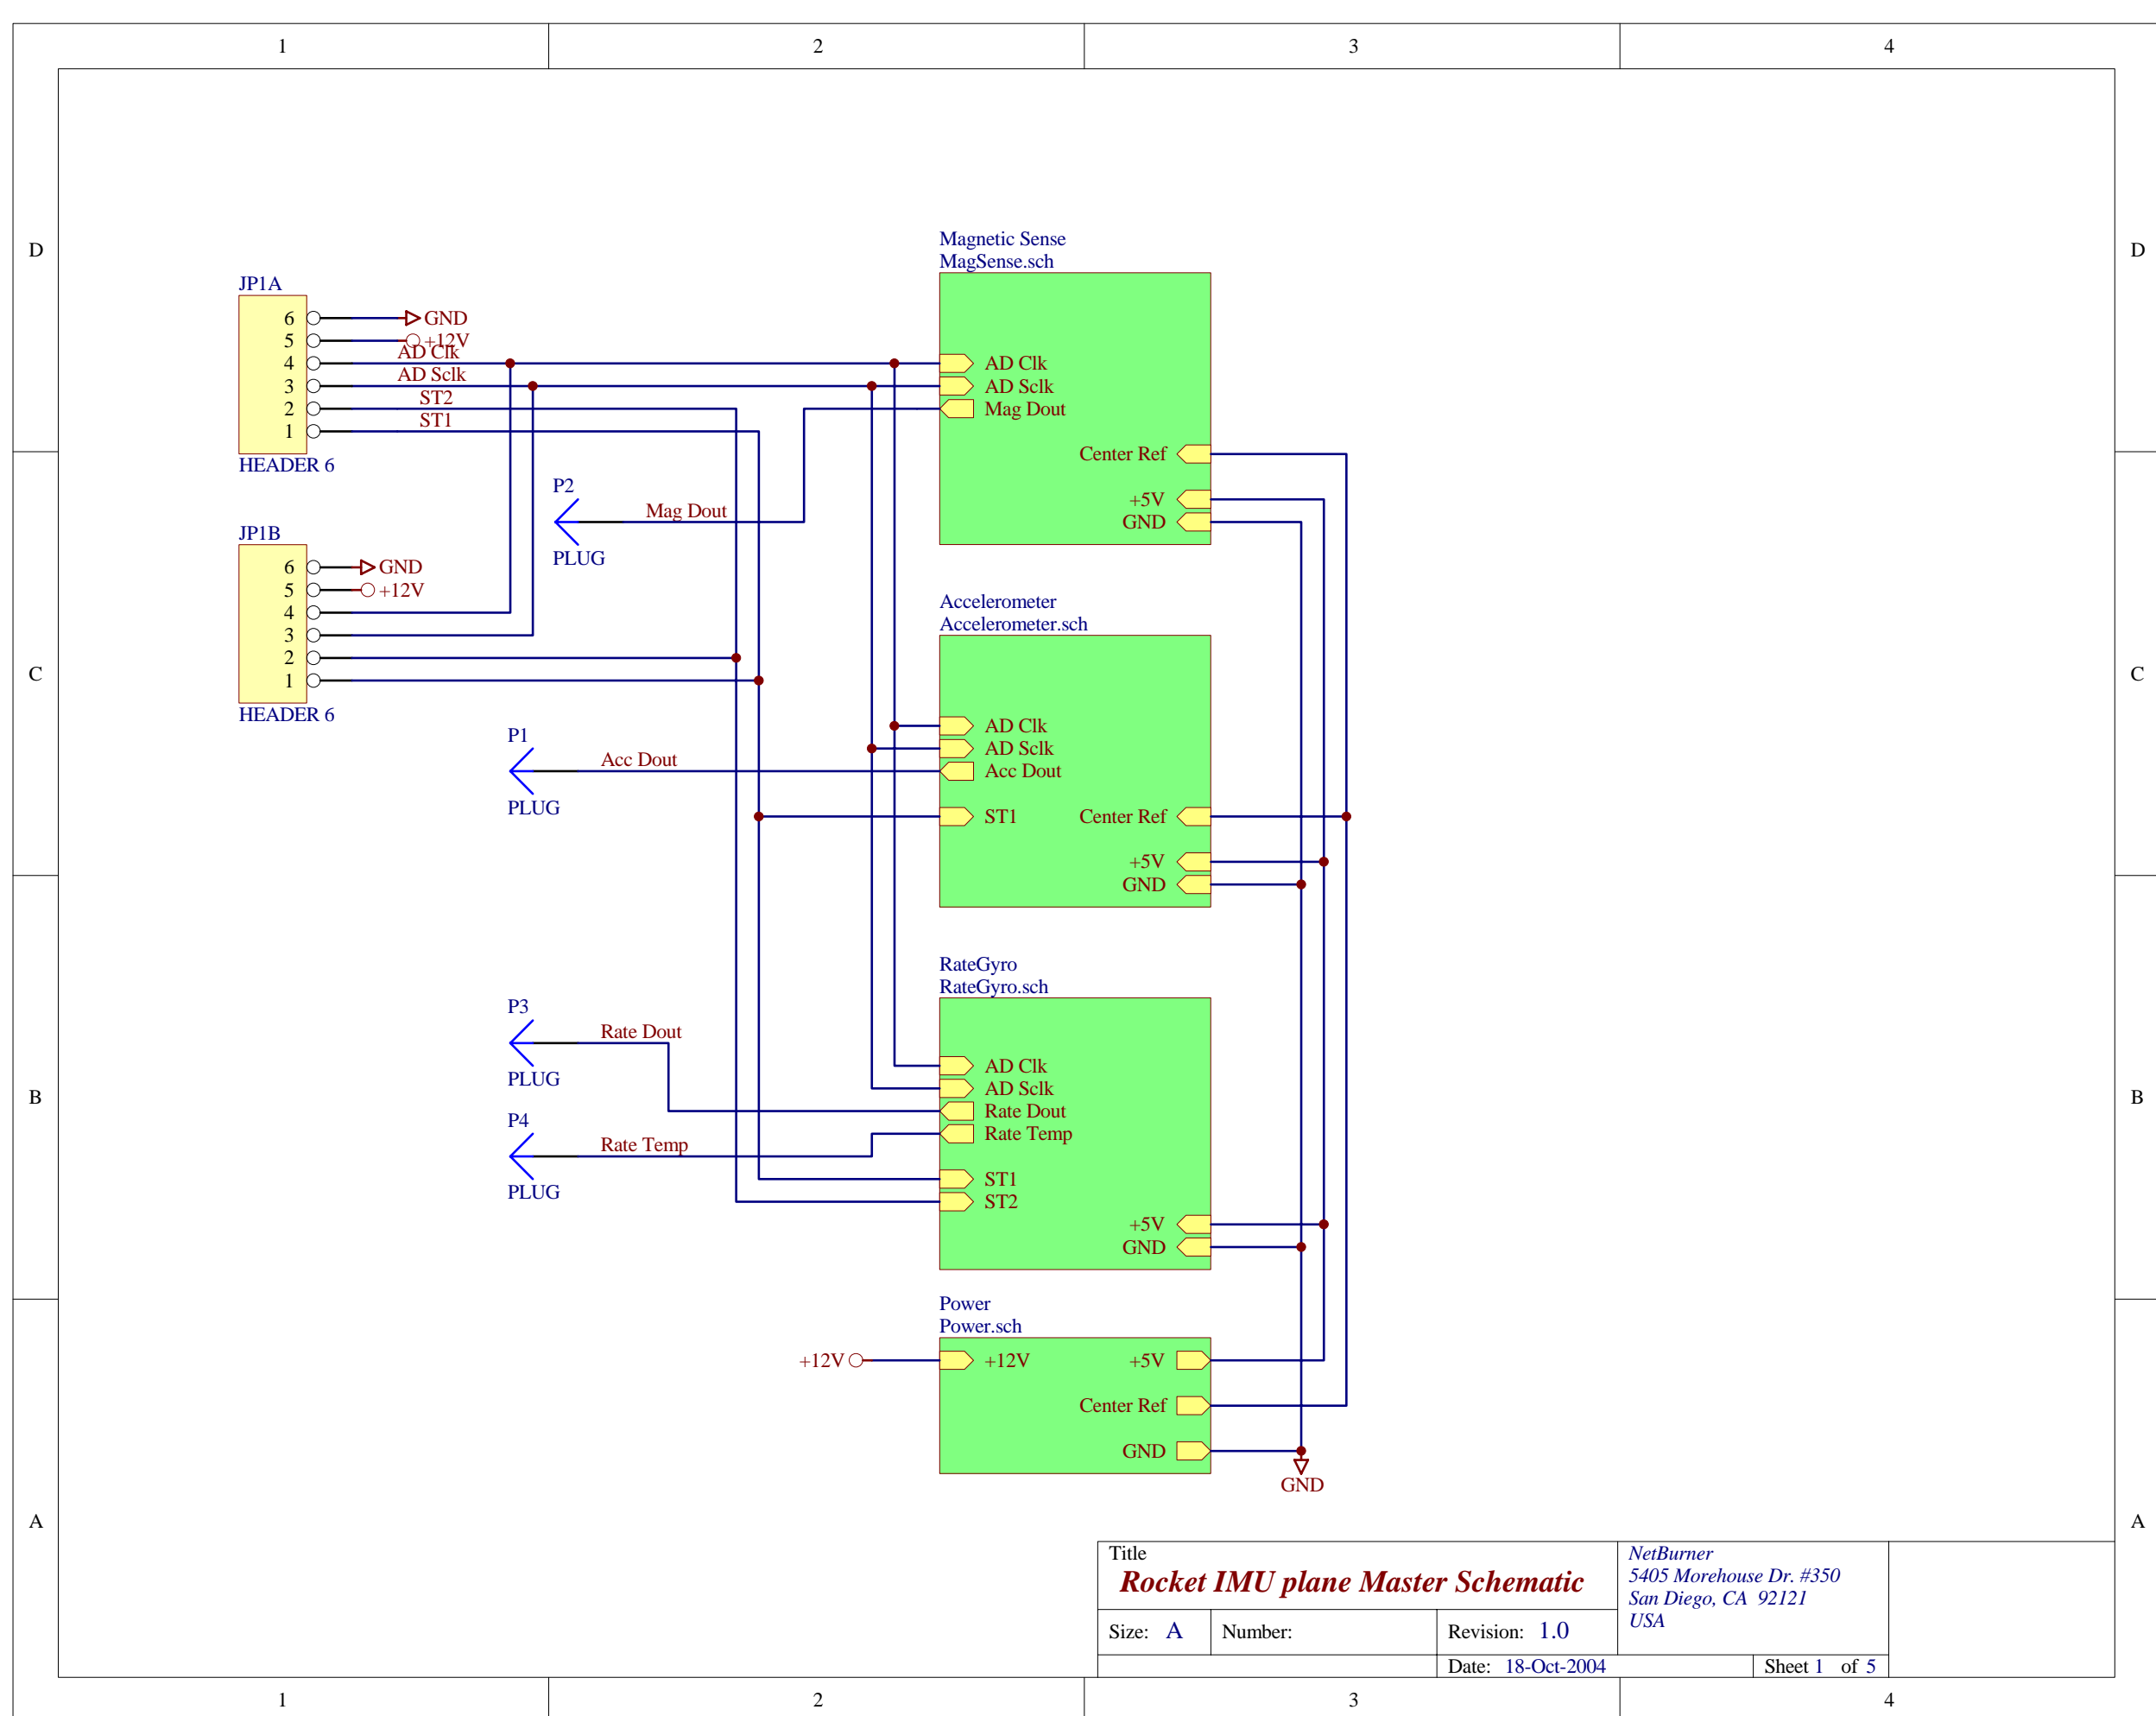 1 2 3 4
D D
Magnetic Sense
MagSense.sch
JP1A
6 GND
5 +12V
4 AD Clk
3 AD Sclk
2 ST2
1 ST1
HEADER 6
AD Clk
AD Sclk
Mag Dout
Center Ref
+5V
GND
P2
Mag Dout
PLUG
JP1B
6 GND
5 +12V
4
3
2
1
HEADER 6
C C
Accelerometer
Accelerometer.sch
AD Clk
AD Sclk
Acc Dout
ST1 Center Ref
+5V
GND
P1
Acc Dout
PLUG
RateGyro
RateGyro.sch
P3
Rate Dout
PLUG
P4
Rate Temp
PLUG
AD Clk
AD Sclk
Rate Dout
Rate Temp
ST1
ST2
+5V
GND
B B
Power
Power.sch
+12V +12V +5V
Center Ref
GND
GND
A A
Title
Rocket IMU plane Master Schematic
NetBurner
5405 Morehouse Dr. #350
San Diego, CA 92121
USA
Size: A Number: Revision: 1.0
Date: 18-Oct-2004 Sheet 1 of 5
1 2 3 4